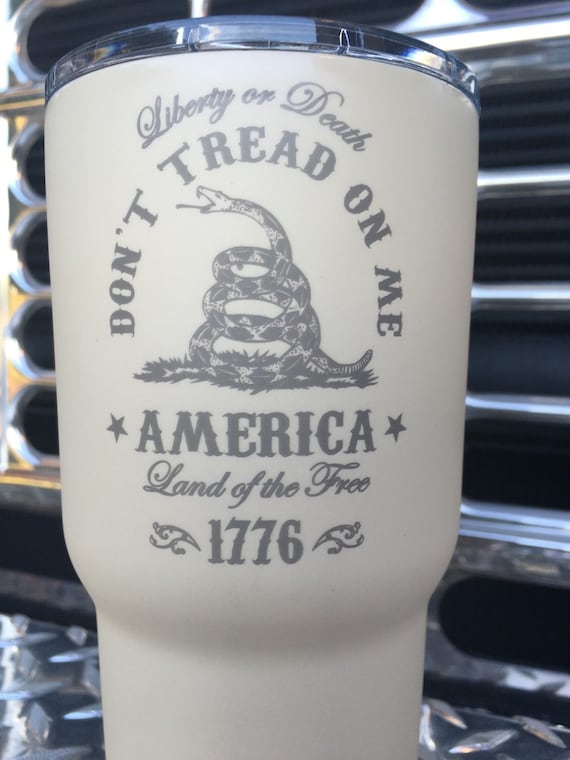 Liberty or Death
DON'T TREAD ON ME
AMERICA
Land of the Free
1776